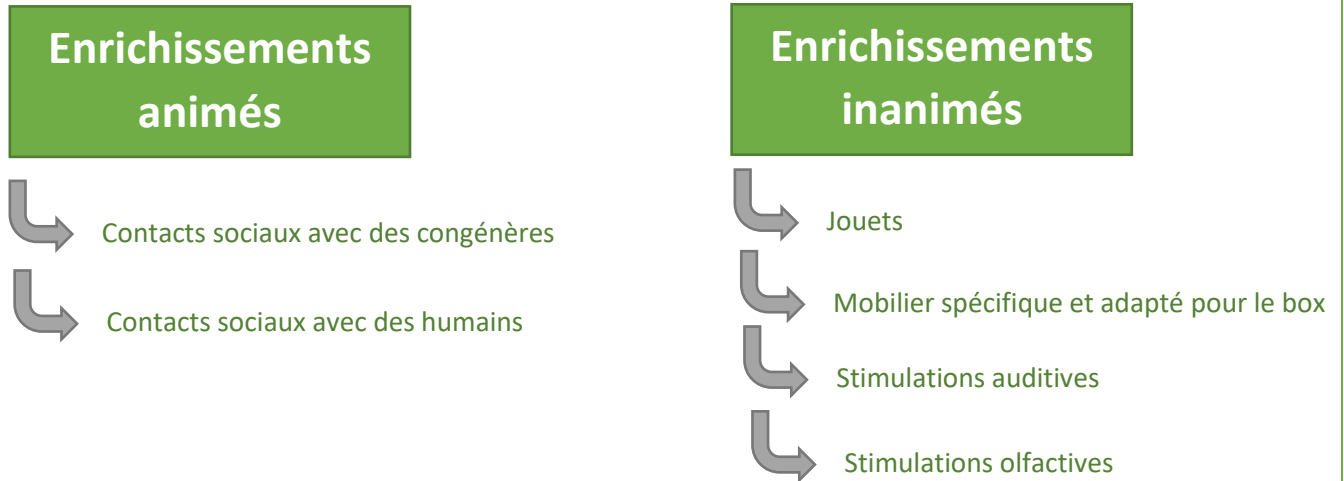 Enrichissements
animés
Contacts sociaux avec des congénères
Contacts sociaux avec des humains
Enrichissements
inanimés
Jouets
Mobilier spécifique et adapté pour le box
Stimulations auditives
Stimulations olfactives